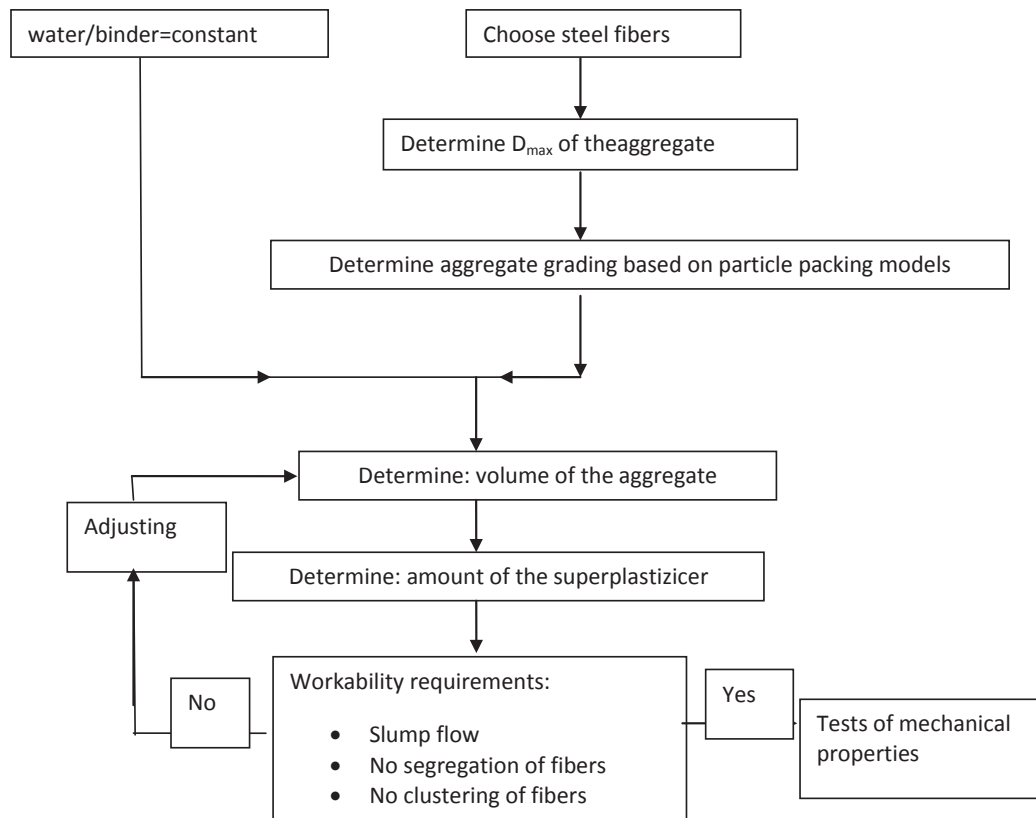 water/binder=constant
Choose steel fibers
Determine Dmax of theaggregate
Determine aggregate grading based on particle packing models
Determine: volume of the aggregate
Adjusting
Determine: amount of the superplastizicer
Workability requirements:
• Slump flow
• No segregation of fibers
• No clustering of fibers
No
Yes
Tests of mechanical
properties